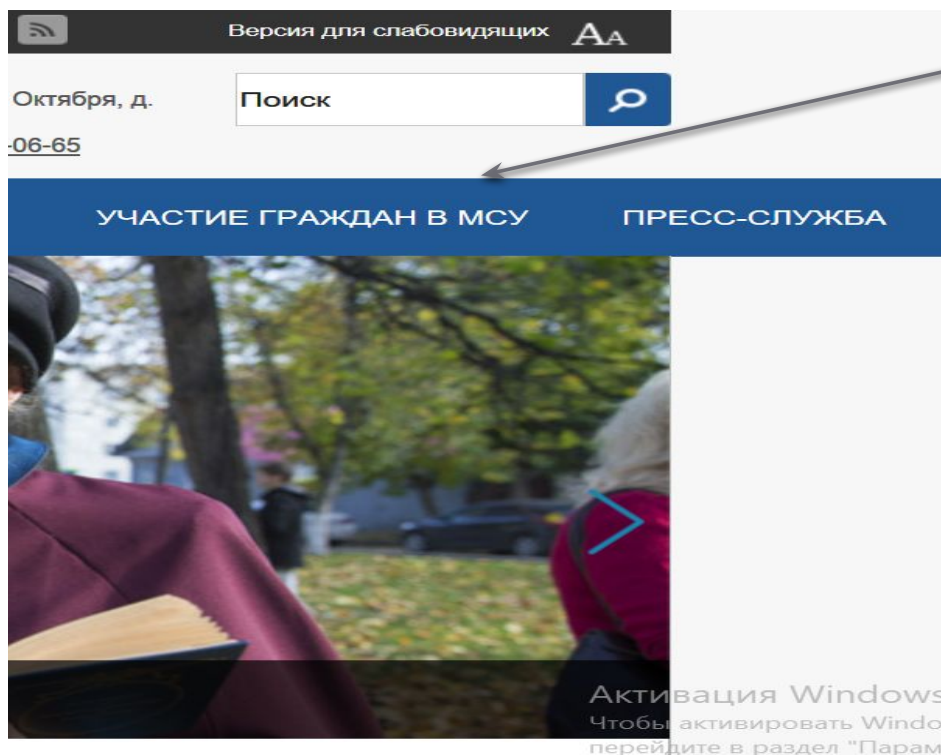 Версия для слабовидящих АА
Октября, д.
Поиск
-06-65
УЧАСТИЕ ГРАЖДАН В МСУ ПРЕСС-СЛУЖБА
Активация Windows
Чтобы активировать Windo
перейдите в раздел "Парам